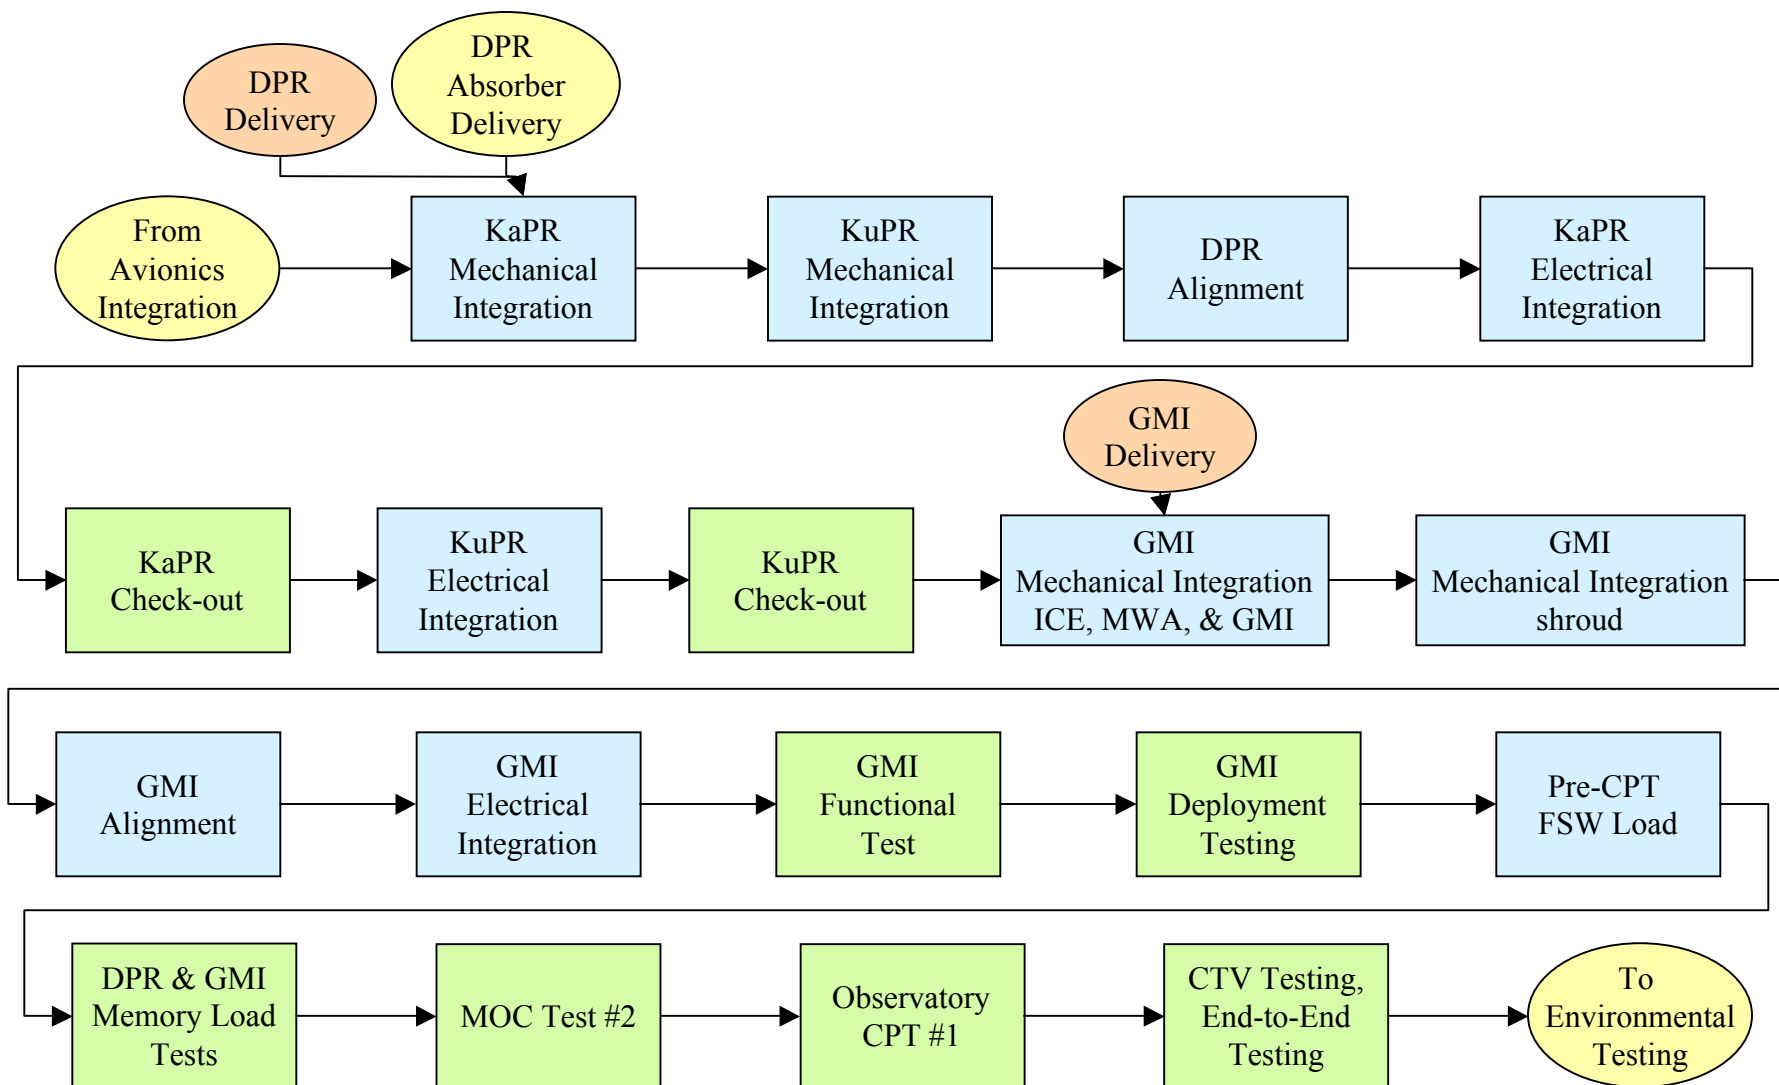 DPR
Delivery
DPR
Absorber
Delivery
From
Avionics
Integration
KaPR
Mechanical
Integration
KuPR
Mechanical
Integration
DPR
Alignment
KaPR
Electrical
Integration
GMI
Delivery
KaPR
Check-out
KuPR
Electrical
Integration
KuPR
Check-out
GMI
Mechanical Integration
ICE, MWA, & GMI
GMI
Mechanical Integration
shroud
GMI
Alignment
GMI
Electrical
Integration
GMI
Functional
Test
GMI
Deployment
Testing
Pre-CPT
FSW Load
DPR & GMI
Memory Load
Tests
MOC Test #2
Observatory
CPT #1
CTV Testing,
End-to-End
Testing
To
Environmental
Testing